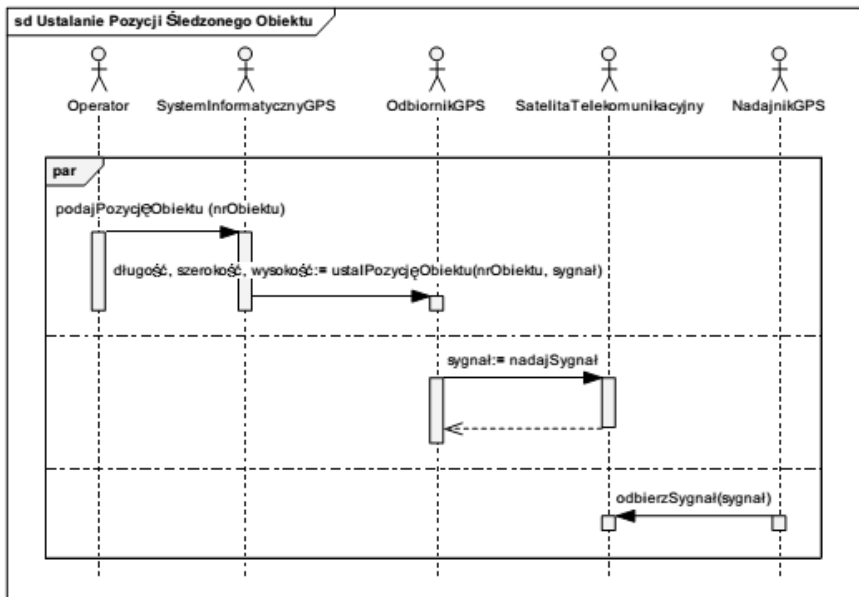 sd Ustalanie Pozycji Śledzonego Obiektu
Operator
SystemInformatycznyGPS
OdbiornikGPS
SatelitaTelekomunikacyjny
NadajnikGPS
par
podajPozycjęObiektu (nrObiektu)
długość, szerokość, wysokość:= ustalPozycjęObiektu(nrObiektu, sygnał)
sygnał:= nadajSygnał
odbierzSygnał(sygnał)